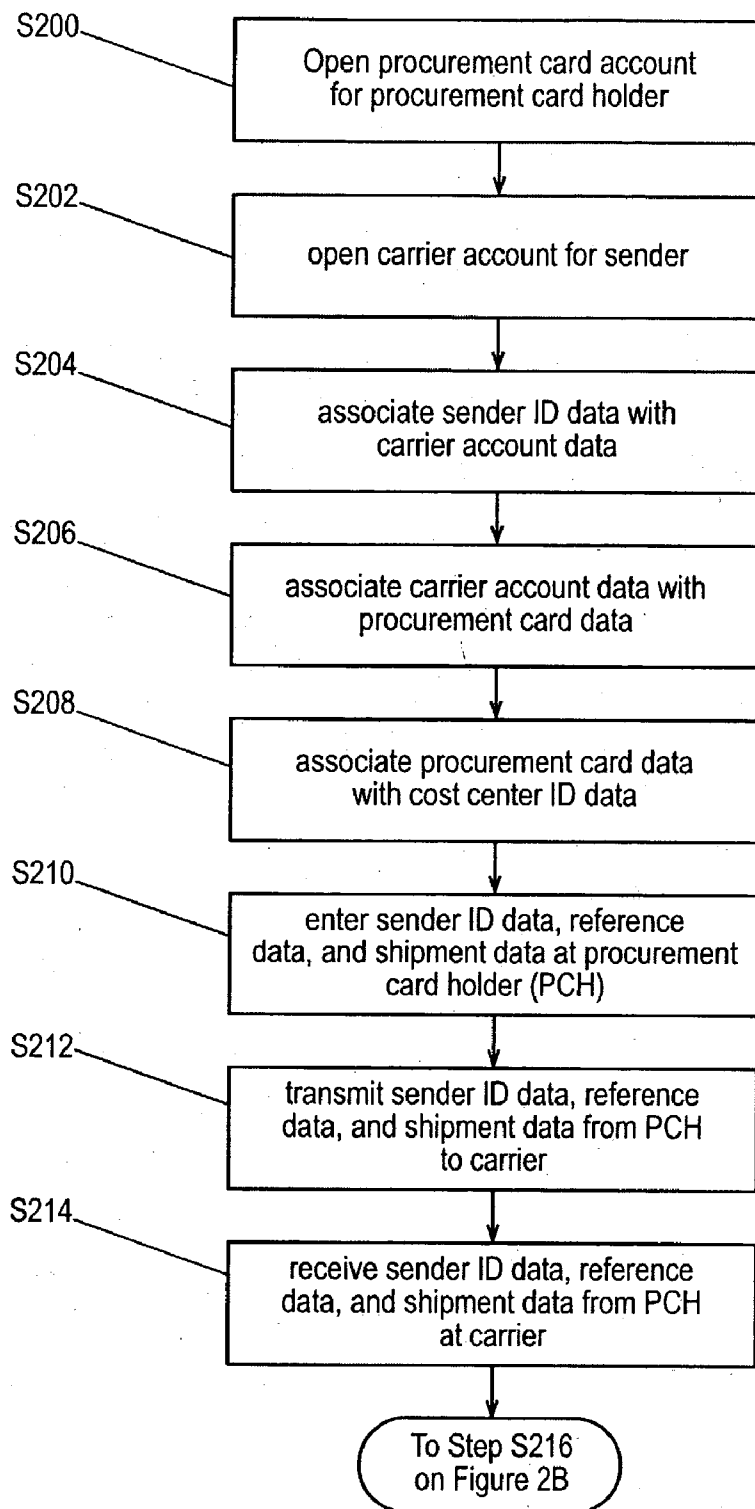 S200
Open procurement card account
for procurement card holder
S202
open carrier account for sender
S204
associate sender ID data with
carrier account data
S206
associate carrier account data with
procurement card data
S208
associate procurement card data
with cost center ID data
S210
enter sender ID data, reference
data, and shipment data at procurement
card holder (PCH)
S212
transmit sender ID data, reference
data, and shipment data from PCH
to carrier
S214
receive sender ID data, reference
data, and shipment data from PCH
at carrier
To Step S216
on Figure 2B